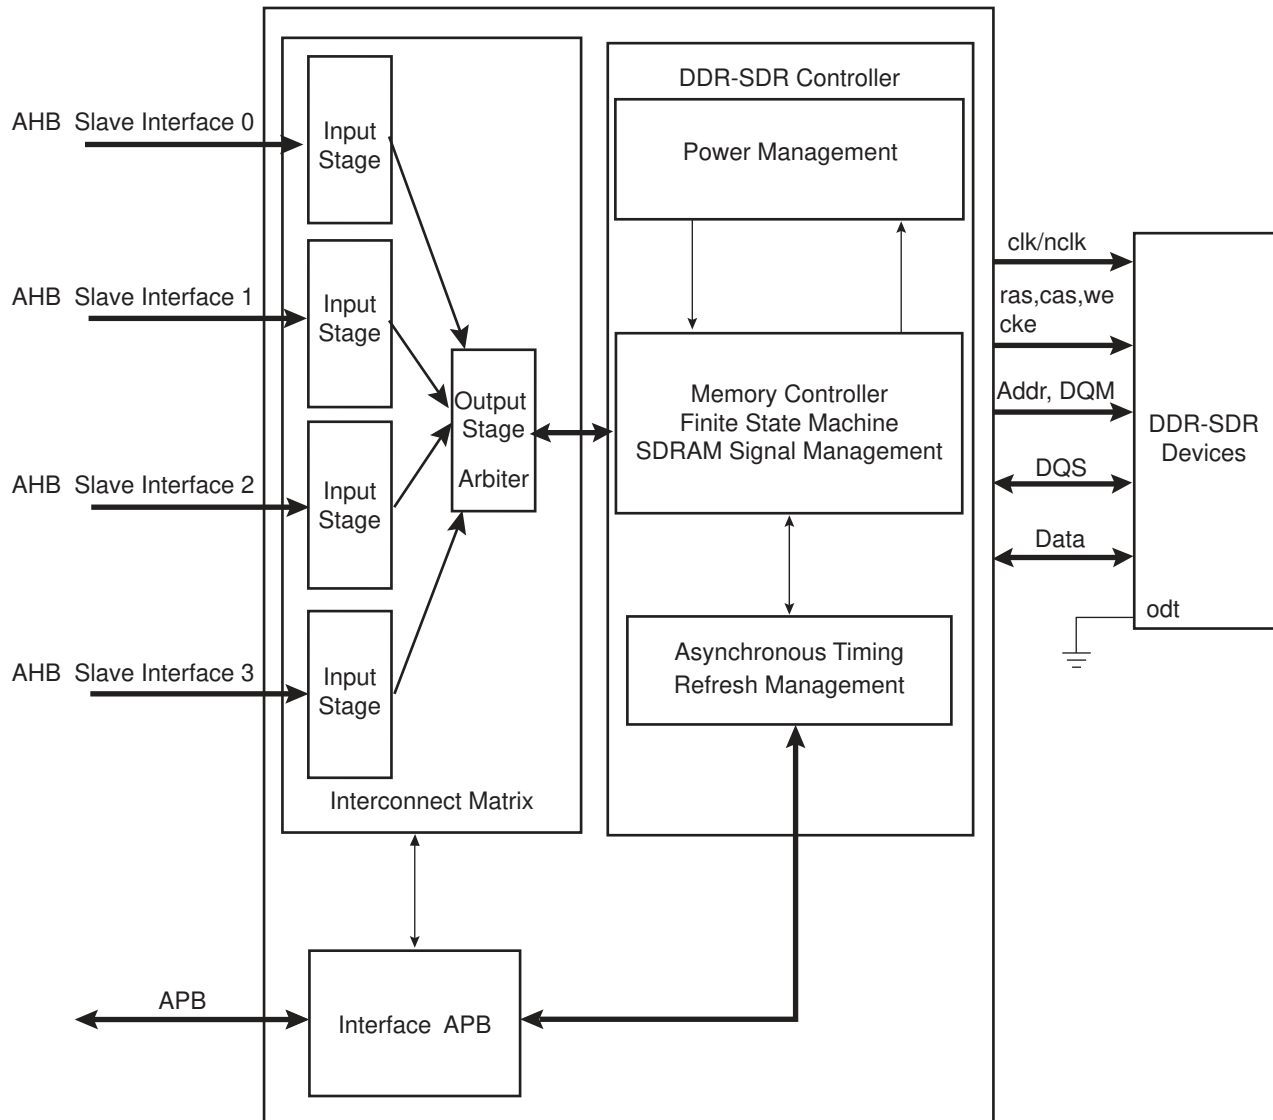 AHB Slave Interface 0
Input
Stage
AHB Slave Interface 1
Input
Stage
AHB Slave Interface 2
Input
Stage
AHB Slave Interface 3
Input
Stage
Output
Stage
Arbiter
Interconnect Matrix
DDR-SDR Controller
Power Management
Memory Controller
Finite State Machine
SDRAM Signal Management
Asynchronous Timing
Refresh Management
clk/nclk
ras,cas,we
cke
Addr, DQM
DQS
Data
odt
DDR-SDR
Devices
APB
Interface APB